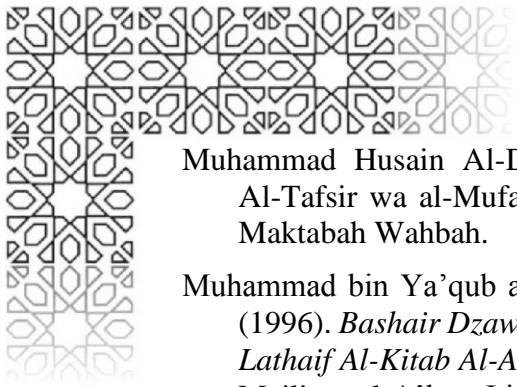 Muhammad Husain Al-D
Al-Tafsir wa al-Mufa
Maktabah Wahbah.
Muhammad bin Ya'qub a
(1996). Bashair Dzaw
Lathaif Al-Kitab Al-A